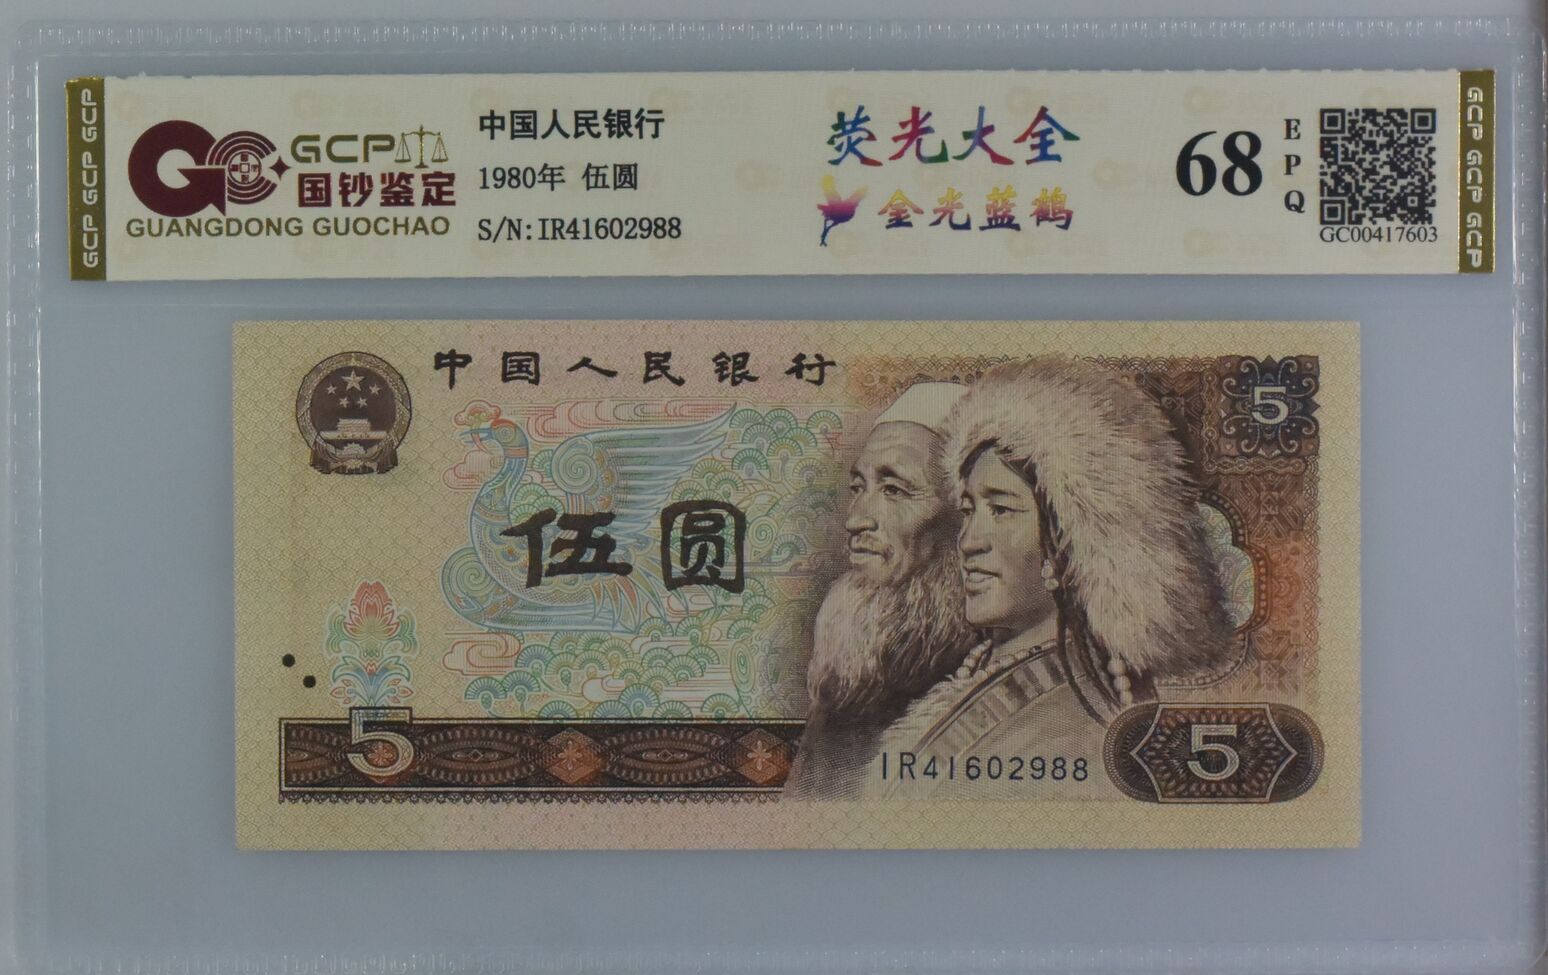 GCP GCP GCP
GCP
国钞鉴定
GUANGDONG GUOCHAO
中国人民银行
1980年 伍圆
S/N:IR41602988
荧光大全
金光蓝鹤
68
EPQ
GC00417603
GCP GCP GCP
中国人民银行
5
伍圆
5
IR41602988
5